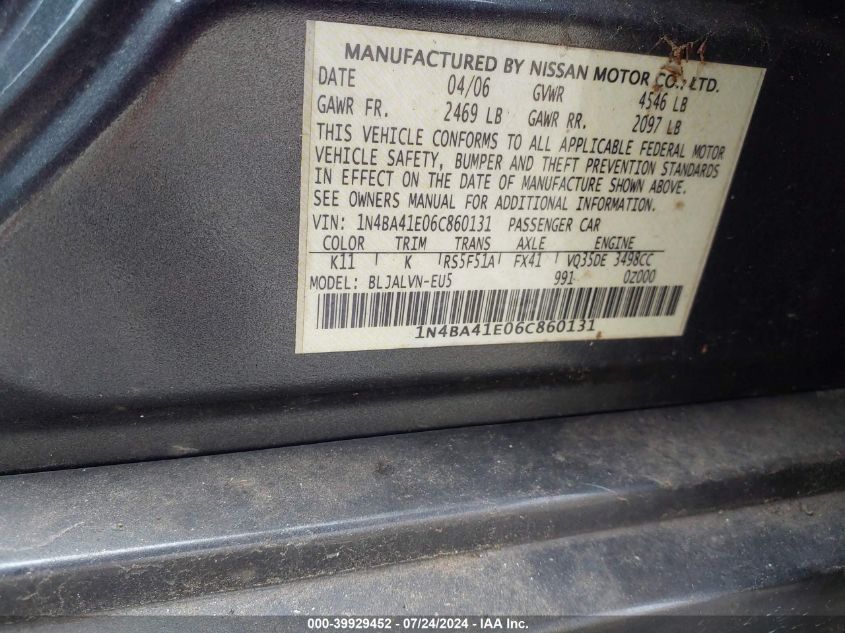 MANUFACTURED BY NISSAN MOTOR CO., LTD.
DATE 04/06 GVWR 4546 LB
GAWR FR. 2469 LB GAWR RR. 2097 LB
THIS VEHICLE CONFORMS TO ALL APPLICABLE FEDERAL MOTOR
VEHICLE SAFETY, BUMPER AND THEFT PREVENTION STANDARDS
IN EFFECT ON THE DATE OF MANUFACTURE SHOWN ABOVE.
SEE OWNERS MANUAL FOR ADDITIONAL INFORMATION.
VIN: 1N4BA41E06C860131 PASSENGER CAR
COLOR TRIM TRANS AXLE ENGINE
K11 K RS5F51A FX41 VQ35DE 3498CC
MODEL: BLJALVN-EU5 991 0Z000
1N4BA41E06C860131
000-39929452 - 07/24/2024 - IAA Inc.